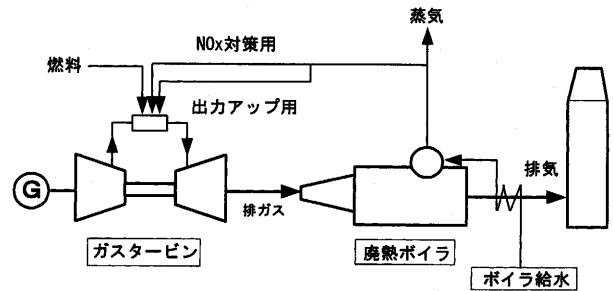 蒸気
NOx対策用
燃料
出力アップ用
G
排ガス
排気
ガスタービン
廃熱ボイラ
ボイラ給水